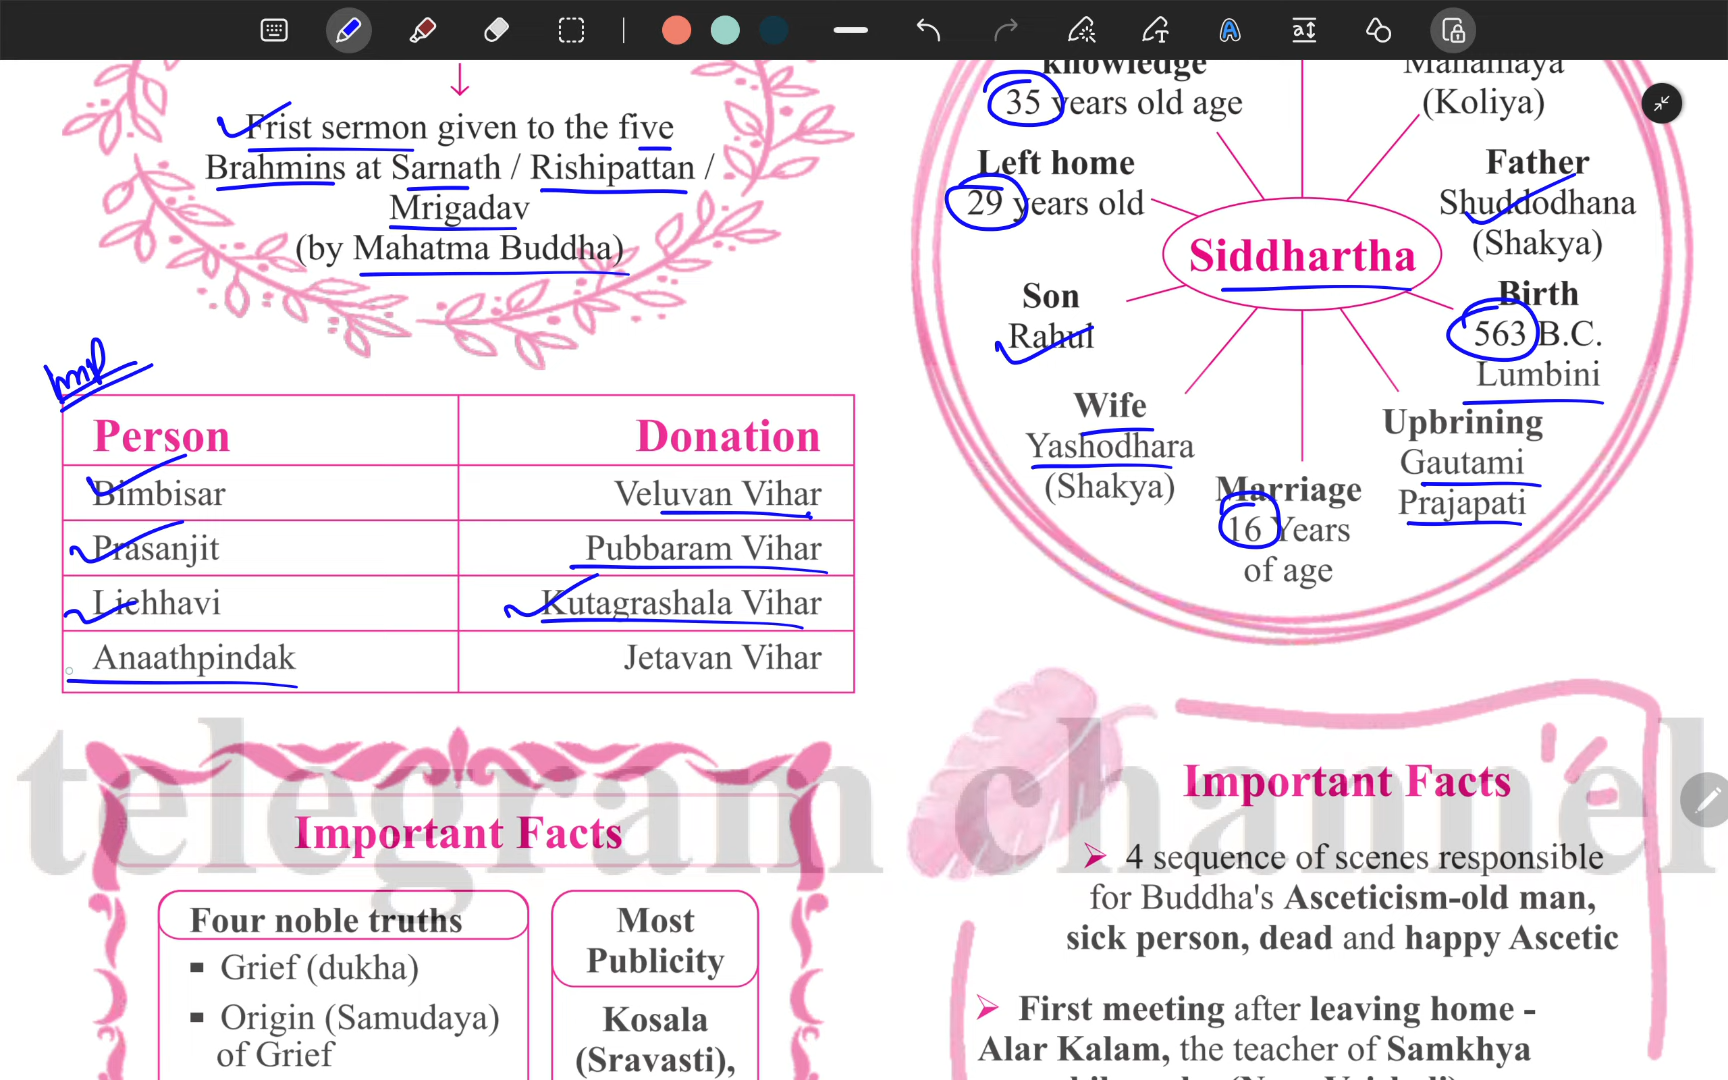 Frist sermon given to the five
Brahmins at Sarnath / Rishipattan /
Mrigadav
(by Mahatma Buddha)
Imp
Person Donation
Bimbisar Veluvan Vihar
Prasanjit Pubbaram Vihar
Lichhavi Kutagrashala Vihar
Anaathpindak Jetavan Vihar
Important Facts
Four noble truths
▪ Grief (dukha)
▪ Origin (Samudaya)
of Grief
Most
Publicity
Kosala
(Sravasti),
knowledge
35 years old age
Mahamaya
(Koliya)
Left home
29 years old
Father
Shuddodhana
(Shakya)
Siddhartha
Son
Rahul
Birth
563 B.C.
Lumbini
Wife
Yashodhara
(Shakya)
Marriage
16 Years
of age
Upbrining
Gautami
Prajapati
Important Facts
➢ 4 sequence of scenes responsible
for Buddha's Asceticism-old man,
sick person, dead and happy Ascetic
➢ First meeting after leaving home -
Alar Kalam, the teacher of Samkhya
telegram channel